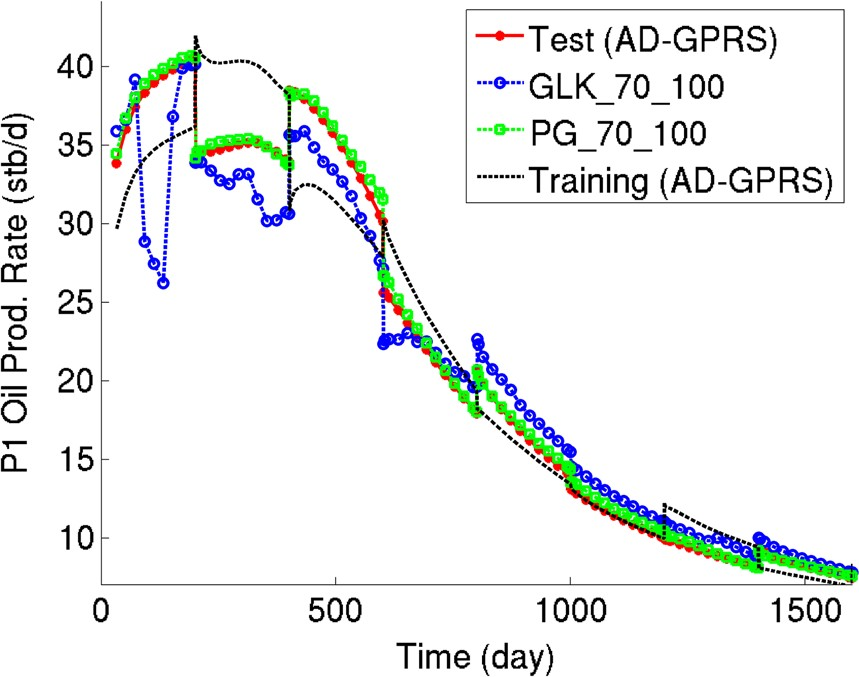 Test (AD-GPRS)
GLK_70_100
PG_70_100
Training (AD-GPRS)
P1 Oil Prod. Rate (stb/d)
40
35
30
25
20
15
10
0 500 1000 1500
Time (day)